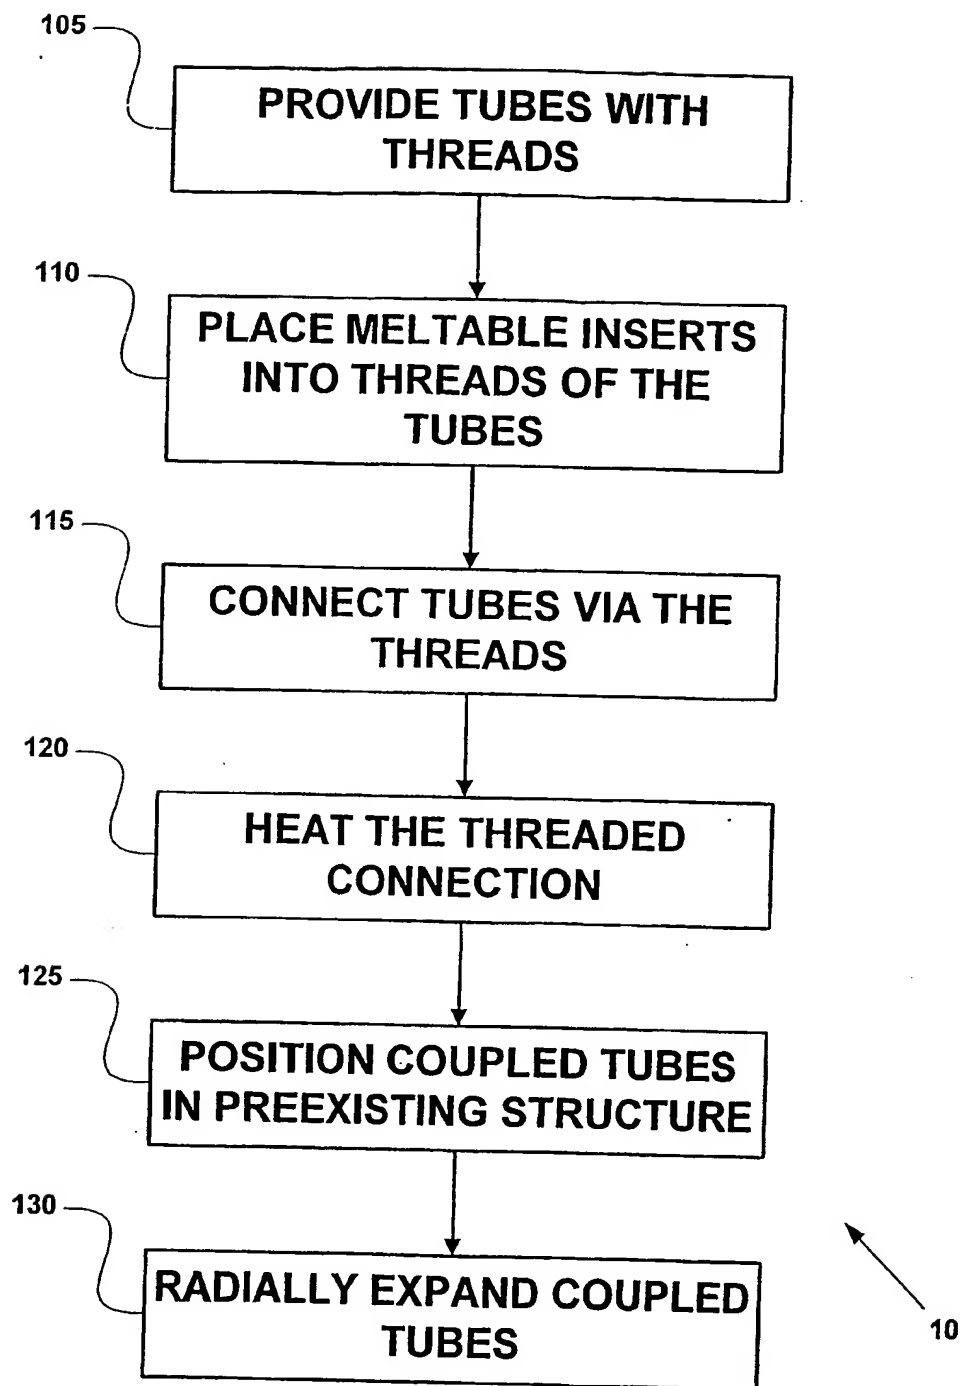 105
PROVIDE TUBES WITH
THREADS
110
PLACE MELTABLE INSERTS
INTO THREADS OF THE
TUBES
115
CONNECT TUBES VIA THE
THREADS
120
HEAT THE THREADED
CONNECTION
125
POSITION COUPLED TUBES
IN PREEXISTING STRUCTURE
130
RADIALLY EXPAND COUPLED
TUBES
10